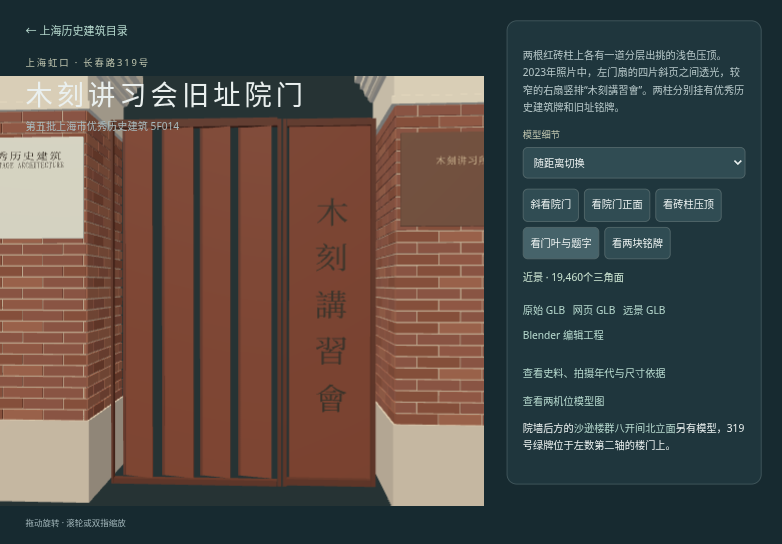 ← 上海历史建筑目录
上海虹口 · 长春路319号
木刻讲习会旧址院门
第五批上海市优秀历史建筑 5F014
秀历史建筑
TAGE ARCHITECTURE
木刻講習會
木刻讲习所
拖动旋转 · 滚轮或双指缩放
两根红砖柱上各有一道分层出挑的浅色压顶。
2023年照片中，左门扇的四片斜页之间透光，较
窄的右扇竖排“木刻講習會”。两柱分别挂有优秀历
史建筑牌和旧址铭牌。
模型细节
随距离切换
斜看院门
看院门正面
看砖柱压顶
看门叶与题字
看两块铭牌
近景 · 19,460个三角面
原始 GLB 网页 GLB 远景 GLB
Blender 编辑工程
查看史料、拍摄年代与尺寸依据
查看两机位模型图
院墙后方的沙逊楼群八开间北立面另有模型，319
号绿牌位于左数第二轴的楼门上。